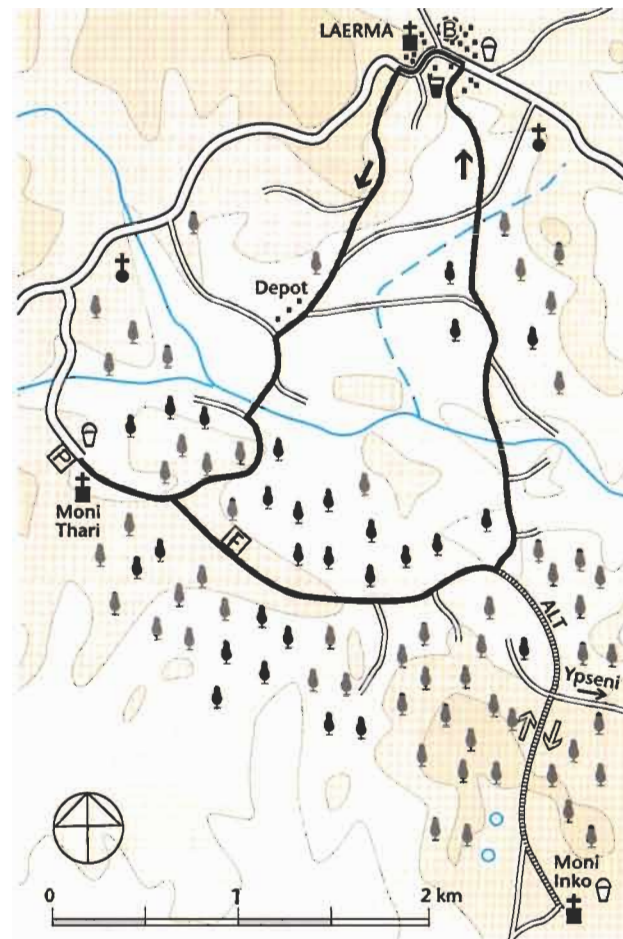 LAERMA
B
Depot
P
Moni
Thari
F
ALT
Ypseni
Moni
Inko
0 1 2 km